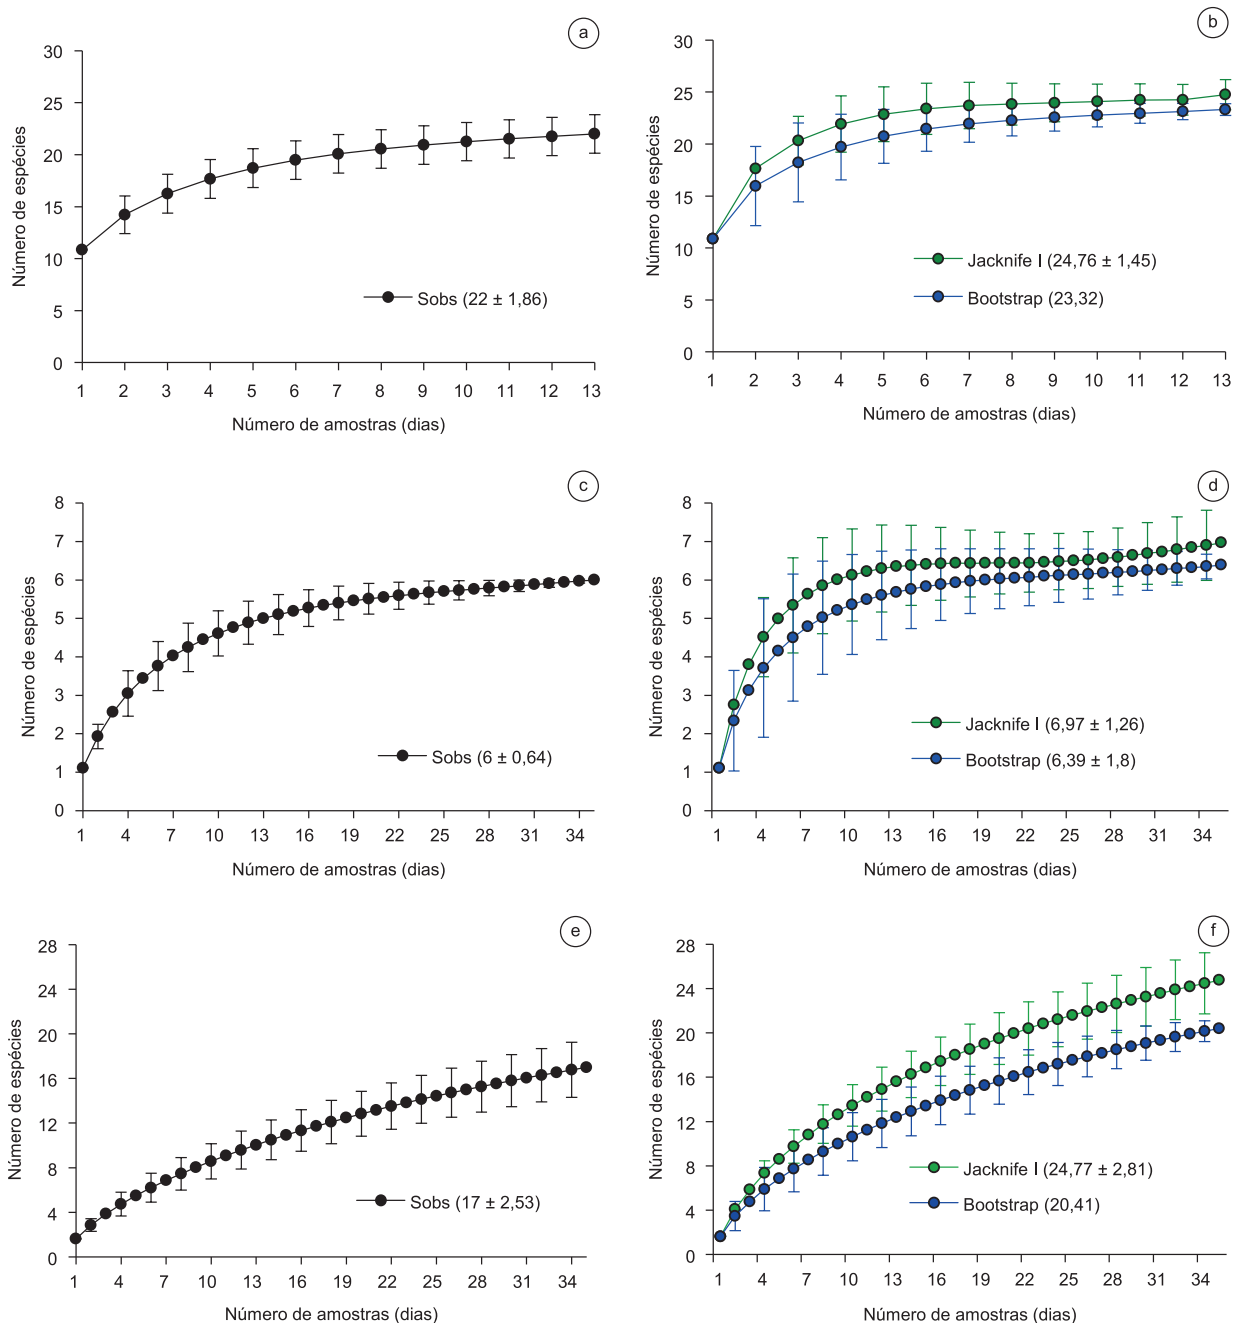 a
30
25
20
15
10
5
0
Número de espécies
Sobs (22 ± 1,86)
1 2 3 4 5 6 7 8 9 10 11 12 13
Número de amostras (dias)
b
30
25
20
15
10
5
0
Número de espécies
Jacknife I (24,76 ± 1,45)
Bootstrap (23,32)
1 2 3 4 5 6 7 8 9 10 11 12 13
Número de amostras (dias)
c
8
7
6
5
4
3
2
1
0
Número de espécies
Sobs (6 ± 0,64)
1 4 7 10 13 16 19 22 25 28 31 34
Número de amostras (dias)
d
8
7
6
5
4
3
2
1
0
Número de espécies
Jacknife I (6,97 ± 1,26)
Bootstrap (6,39 ± 1,8)
1 4 7 10 13 16 19 22 25 28 31 34
Número de amostras (dias)
e
28
24
20
16
12
8
4
0
Número de espécies
Sobs (17 ± 2,53)
1 4 7 10 13 16 19 22 25 28 31 34
Número de amostras (dias)
f
28
24
20
16
12
8
4
0
Número de espécies
Jacknife I (24,77 ± 2,81)
Bootstrap (20,41)
1 4 7 10 13 16 19 22 25 28 31 34
Número de amostras (dias)